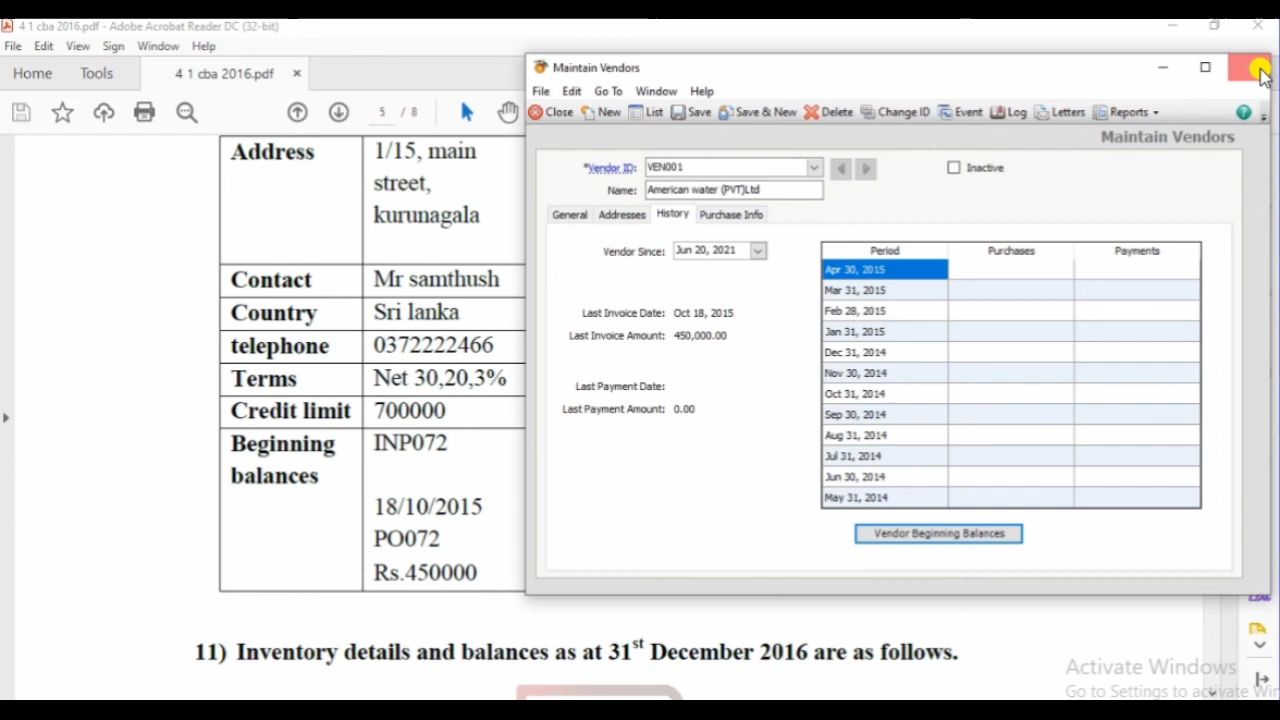 4 1 cba 2016.pdf - Adobe Acrobat Reader DC (32-bit)
File Edit View Sign Window Help
Home Tools 4 1 cba 2016.pdf ×
5 / 8
Address 1/15, main
street,
kurunagala
Contact Mr samthush
Country Sri lanka
telephone 0372222466
Terms Net 30,20,3%
Credit limit 700000
Beginning INP072
balances
18/10/2015
PO072
Rs.450000
11) Inventory details and balances as at 31st December 2016 are as follows.
Maintain Vendors
File Edit Go To Window Help
Close New List Save Save & New Delete Change ID Event Log Letters Reports
Maintain Vendors
*Vendor ID: VEN001 Inactive
Name: American water (PVT)Ltd
General Addresses History Purchase Info
Vendor Since: Jun 20, 2021
Last Invoice Date: Oct 18, 2015
Last Invoice Amount: 450,000.00
Last Payment Date:
Last Payment Amount: 0.00
Period Purchases Payments
Apr 30, 2015
Mar 31, 2015
Feb 28, 2015
Jan 31, 2015
Dec 31, 2014
Nov 30, 2014
Oct 31, 2014
Sep 30, 2014
Aug 31, 2014
Jul 31, 2014
Jun 30, 2014
May 31, 2014
Vendor Beginning Balances
Activate Windows
Go to Settings to activate Win